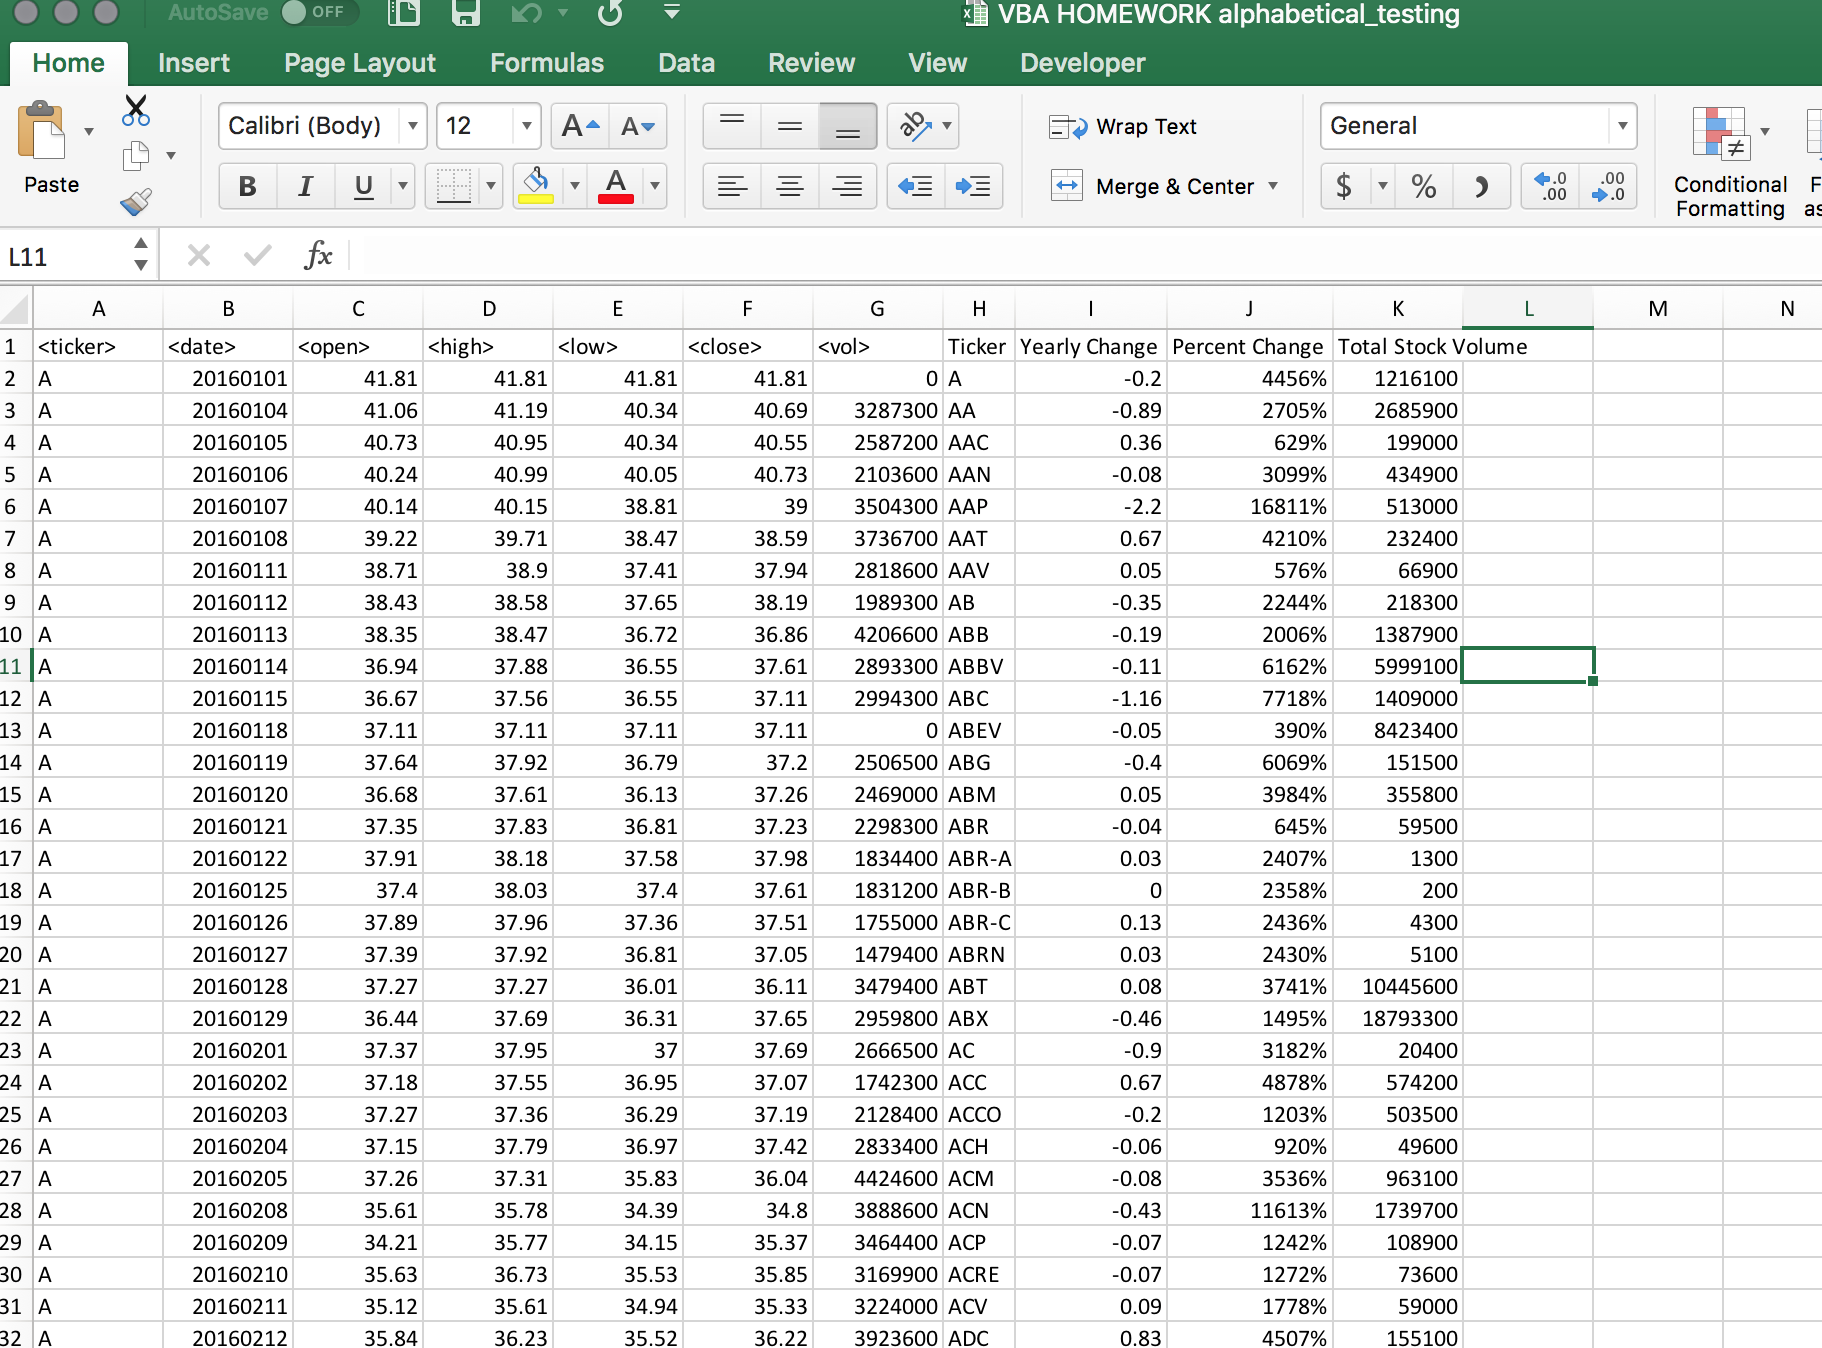 AutoSave OFF VBA HOMEWORK alphabetical_testing
Home Insert Page Layout Formulas Data Review View Developer
Calibri (Body) 12 A A ab Wrap Text General
Paste B I U A Merge & Center $ % .0 .00 .00 .0 Conditional Formatting
L11 fx
A B C D E F G H I J K L M N
1 <ticker> <date> <open> <high> <low> <close> <vol> Ticker Yearly Change Percent Change Total Stock Volume
2 A 20160101 41.81 41.81 41.81 41.81 0 A -0.2 4456% 1216100
3 A 20160104 41.06 41.19 40.34 40.69 3287300 AA -0.89 2705% 2685900
4 A 20160105 40.73 40.95 40.34 40.55 2587200 AAC 0.36 629% 199000
5 A 20160106 40.24 40.99 40.05 40.73 2103600 AAN -0.08 3099% 434900
6 A 20160107 40.14 40.15 38.81 39 3504300 AAP -2.2 16811% 513000
7 A 20160108 39.22 39.71 38.47 38.59 3736700 AAT 0.67 4210% 232400
8 A 20160111 38.71 38.9 37.41 37.94 2818600 AAV 0.05 576% 66900
9 A 20160112 38.43 38.58 37.65 38.19 1989300 AB -0.35 2244% 218300
10 A 20160113 38.35 38.47 36.72 36.86 4206600 ABB -0.19 2006% 1387900
11 A 20160114 36.94 37.88 36.55 37.61 2893300 ABBV -0.11 6162% 5999100
12 A 20160115 36.67 37.56 36.55 37.11 2994300 ABC -1.16 7718% 1409000
13 A 20160118 37.11 37.11 37.11 37.11 0 ABEV -0.05 390% 8423400
14 A 20160119 37.64 37.92 36.79 37.2 2506500 ABG -0.4 6069% 151500
15 A 20160120 36.68 37.61 36.13 37.26 2469000 ABM 0.05 3984% 355800
16 A 20160121 37.35 37.83 36.81 37.23 2298300 ABR -0.04 645% 59500
17 A 20160122 37.91 38.18 37.58 37.98 1834400 ABR-A 0.03 2407% 1300
18 A 20160125 37.4 38.03 37.4 37.61 1831200 ABR-B 0 2358% 200
19 A 20160126 37.89 37.96 37.36 37.51 1755000 ABR-C 0.13 2436% 4300
20 A 20160127 37.39 37.92 36.81 37.05 1479400 ABRN 0.03 2430% 5100
21 A 20160128 37.27 37.27 36.01 36.11 3479400 ABT 0.08 3741% 10445600
22 A 20160129 36.44 37.69 36.31 37.65 2959800 ABX -0.46 1495% 18793300
23 A 20160201 37.37 37.95 37 37.69 2666500 AC -0.9 3182% 20400
24 A 20160202 37.18 37.55 36.95 37.07 1742300 ACC 0.67 4878% 574200
25 A 20160203 37.27 37.36 36.29 37.19 2128400 ACCO -0.2 1203% 503500
26 A 20160204 37.15 37.79 36.97 37.42 2833400 ACH -0.06 920% 49600
27 A 20160205 37.26 37.31 35.83 36.04 4424600 ACM -0.08 3536% 963100
28 A 20160208 35.61 35.78 34.39 34.8 3888600 ACN -0.43 11613% 1739700
29 A 20160209 34.21 35.77 34.15 35.37 3464400 ACP -0.07 1242% 108900
30 A 20160210 35.63 36.73 35.53 35.85 3169900 ACRE -0.07 1272% 73600
31 A 20160211 35.12 35.61 34.94 35.33 3224000 ACV 0.09 1778% 59000
32 A 20160212 35.84 36.23 35.52 36.22 3923600 ADC 0.83 4507% 155100